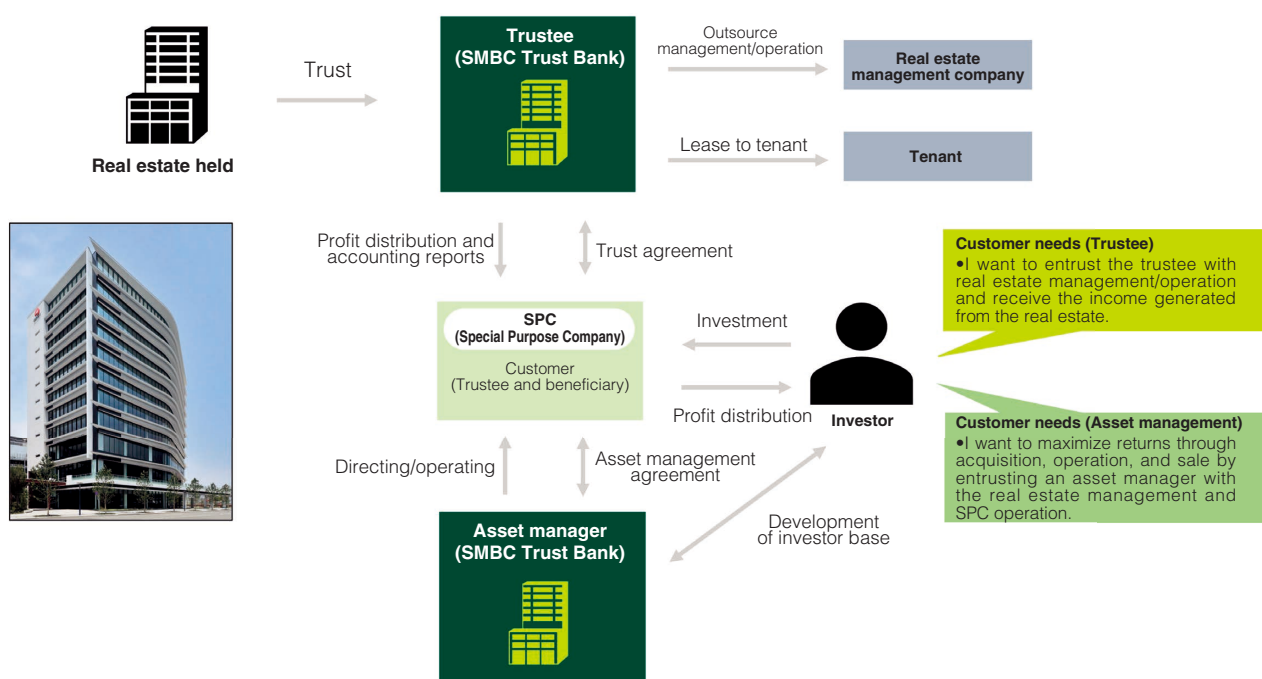 Trustee
(SMBC Trust Bank)
Outsource
management/operation
Real estate
management company
Trust
Lease to tenant
Tenant
Real estate held
Profit distribution and
accounting reports
Trust agreement
Customer needs (Trustee)
•I want to entrust the trustee with
real estate management/operation
and receive the income generated
from the real estate.
SPC
(Special Purpose Company)
Customer
(Trustee and beneficiary)
Investment
Profit distribution
Investor
Customer needs (Asset management)
•I want to maximize returns through
acquisition, operation, and sale by
entrusting an asset manager with
the real estate management and
SPC operation.
Directing/operating
Asset management
agreement
Development
of investor base
Asset manager
(SMBC Trust Bank)